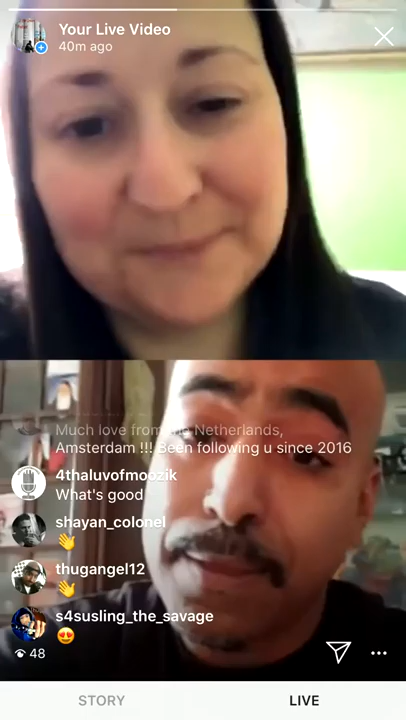 Your Live Video
40m ago
Much love from the Netherlands,
Amsterdam !!! Been following u since 2016
4thaluvofmoozik
What's good
shayan_colonel
👋
thugangel12
👋
s4susling_the_savage
😍
48
STORY
LIVE